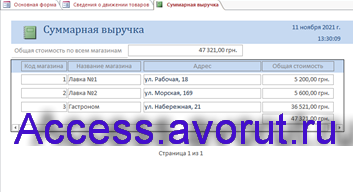 Основная форма Сведения о движении товаров Суммарная выручка
Суммарная выручка 11 ноября 2021 г.
13:30:09
Общая стоимость по всем магазинам 47 321,00 грн.
Код магазина Название магазина Адрес Общая стоимость
1 Лавка №1 ул. Рабочая, 18 5 200,00 грн.
2 Лавка №2 ул. Морская, 169 5 600,00 грн.
3 Гастроном ул. Набережная, 21 36 521,00 грн.
47 321,00 грн.
Access.avorut.ru
Страница 1 из 1